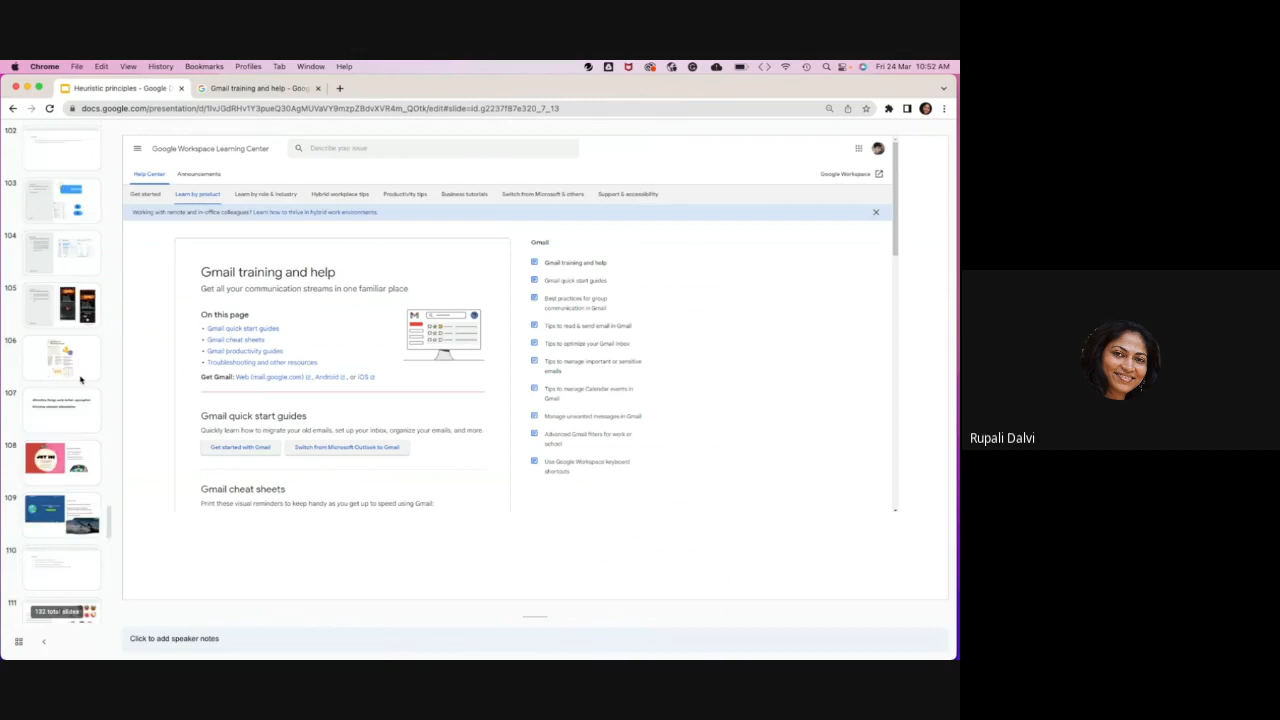 Chrome File Edit View History Bookmarks Profiles Tab Window Help
Fri 24 Mar 10:52 AM
Heuristic principles - Google D
Gmail training and help - Goog
docs.google.com/presentation/d/1IvJGdRHv1Y3pueQ30AgMUVaVY9mzpZBdvXVR4m_QOtk/edit#slide=id.g2237f87e320_7_13
102
103
104
105
106
107
108
109
110
111
132 total slides
Google Workspace Learning Center
Describe your issue
Help Center Announcements
Google Workspace
Get started Learn by product Learn by role & industry Hybrid workplace tips Productivity tips Business tutorials Switch from Microsoft & others Support & accessibility
Working with remote and in-office colleagues? Learn how to thrive in hybrid work environments.
Gmail training and help
Get all your communication streams in one familiar place
On this page
• Gmail quick start guides
• Gmail cheat sheets
• Gmail productivity guides
• Troubleshooting and other resources
Get Gmail: Web (mail.google.com), Android, or iOS
Gmail quick start guides
Quickly learn how to migrate your old emails, set up your inbox, organize your emails, and more.
Get started with Gmail
Switch from Microsoft Outlook to Gmail
Gmail cheat sheets
Print these visual reminders to keep handy as you get up to speed using Gmail:
Gmail
Gmail training and help
Gmail quick start guides
Best practices for group
communication in Gmail
Tips to read & send email in Gmail
Tips to optimize your Gmail inbox
Tips to manage important or sensitive
emails
Tips to manage Calendar events in
Gmail
Manage unwanted messages in Gmail
Advanced Gmail filters for work or
school
Use Google Workspace keyboard
shortcuts
Click to add speaker notes
Rupali Dalvi